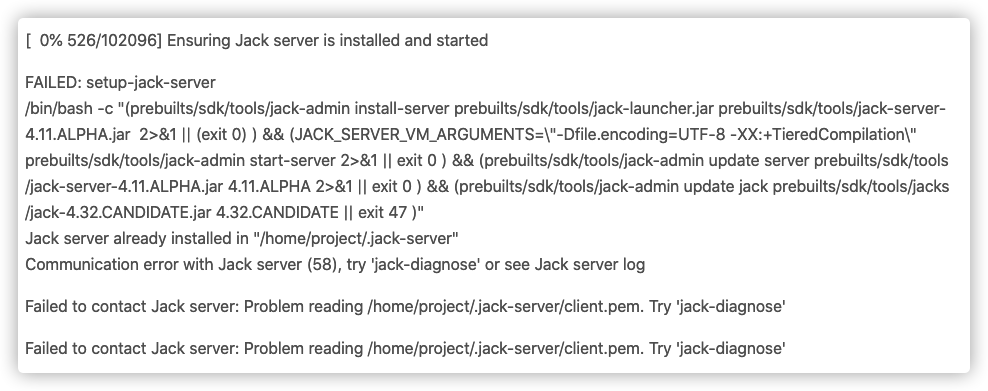 [  0% 526/102096] Ensuring Jack server is installed and started
FAILED: setup-jack-server
/bin/bash -c "(prebuilts/sdk/tools/jack-admin install-server prebuilts/sdk/tools/jack-launcher.jar prebuilts/sdk/tools/jack-server-
4.11.ALPHA.jar  2>&1 || (exit 0) ) && (JACK_SERVER_VM_ARGUMENTS=\"-Dfile.encoding=UTF-8 -XX:+TieredCompilation\"
prebuilts/sdk/tools/jack-admin start-server 2>&1 || exit 0 ) && (prebuilts/sdk/tools/jack-admin update server prebuilts/sdk/tools
/jack-server-4.11.ALPHA.jar 4.11.ALPHA 2>&1 || exit 0 ) && (prebuilts/sdk/tools/jack-admin update jack prebuilts/sdk/tools/jacks
/jack-4.32.CANDIDATE.jar 4.32.CANDIDATE || exit 47 )"
Jack server already installed in "/home/project/.jack-server"
Communication error with Jack server (58), try 'jack-diagnose' or see Jack server log
Failed to contact Jack server: Problem reading /home/project/.jack-server/client.pem. Try 'jack-diagnose'
Failed to contact Jack server: Problem reading /home/project/.jack-server/client.pem. Try 'jack-diagnose'